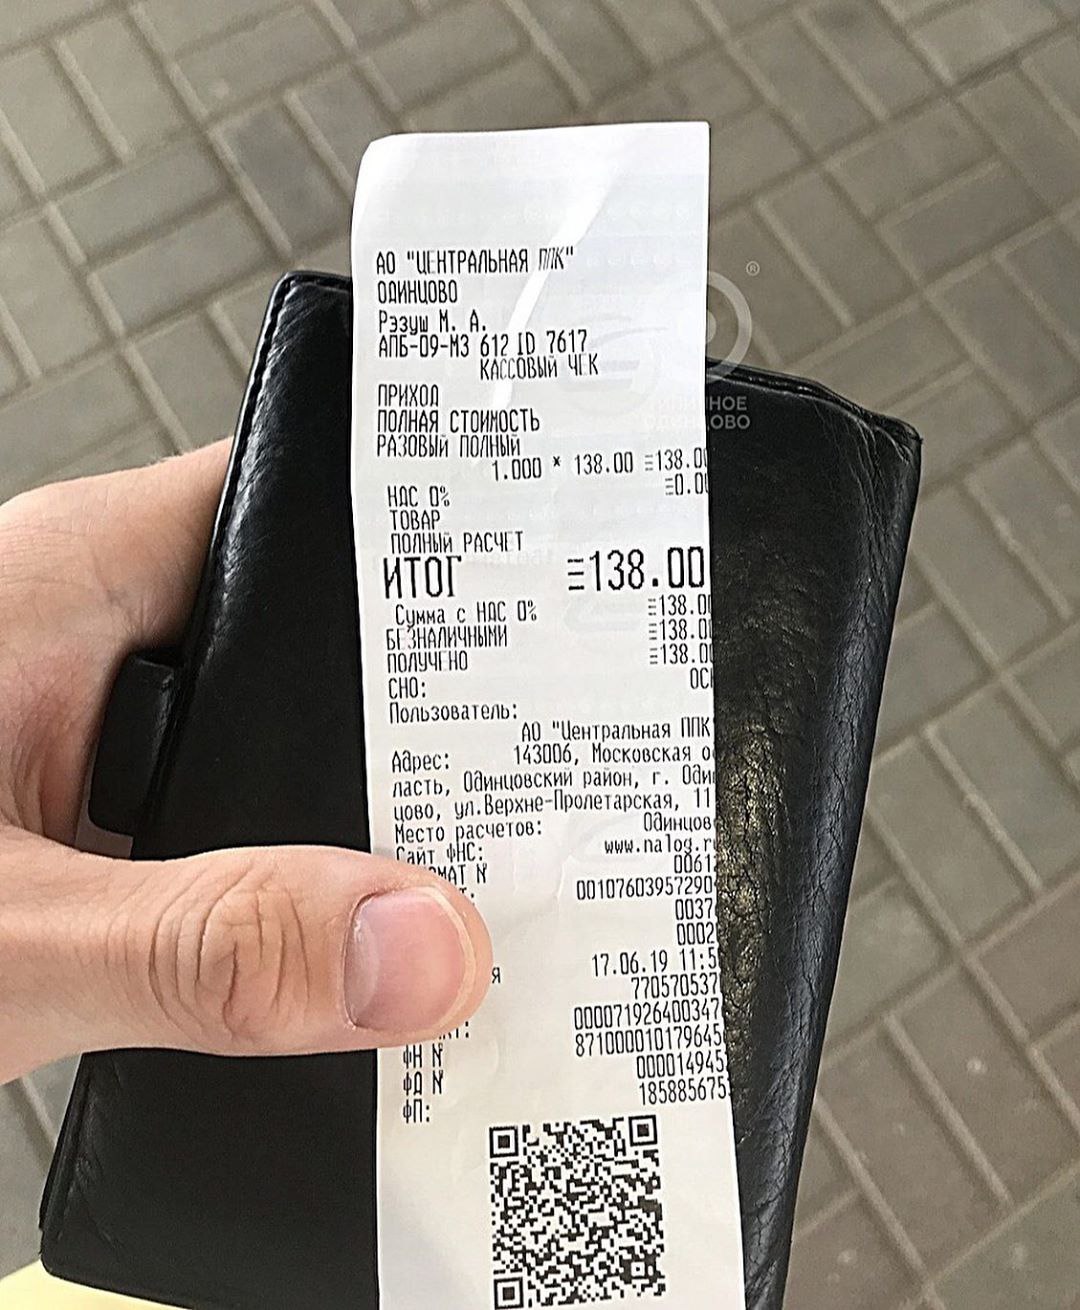 АО "ЦЕНТРАЛЬНАЯ ППК"
ОДИНЦОВО
Рэзуш М. А.
АПБ-09-МЗ 612 ID 7617
КАССОВЫЙ ЧЕК
ПРИХОД
ПОЛНАЯ СТОИМОСТЬ
РАЗОВЫЙ ПОЛНЫЙ
1.000 * 138.00 ≡138.0
НДС 0% ≡0.0
ТОВАР
ПОЛНЫЙ РАСЧЕТ
ИТОГ ≡138.00
Сумма с НДС 0% ≡138.0
БЕЗНАЛИЧНЫМИ ≡138.0
ПОЛУЧЕНО ≡138.0
СНО: ОС
Пользователь:
АО "Центральная ППК
Адрес: 143006, Московская о
ласть, Одинцовский район, г. Оди
цово, ул.Верхне-Пролетарская, 11
Место расчетов: Одинцов
Сайт ФНС: www.nalog.r
МАТ № 0061
00107603957290
0037
0002
17.06.19 11:5
я 770570537
000071926400347
ФН № 871000010179645
ФД № 000014945
ФП: 185885675
ОДИНЦОВО